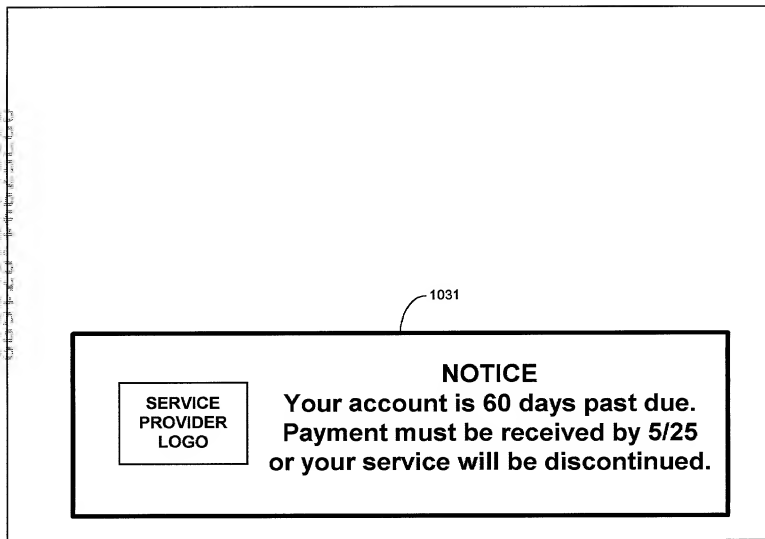 1031
NOTICE
SERVICE
PROVIDER
LOGO
Your account is 60 days past due.
Payment must be received by 5/25
or your service will be discontinued.